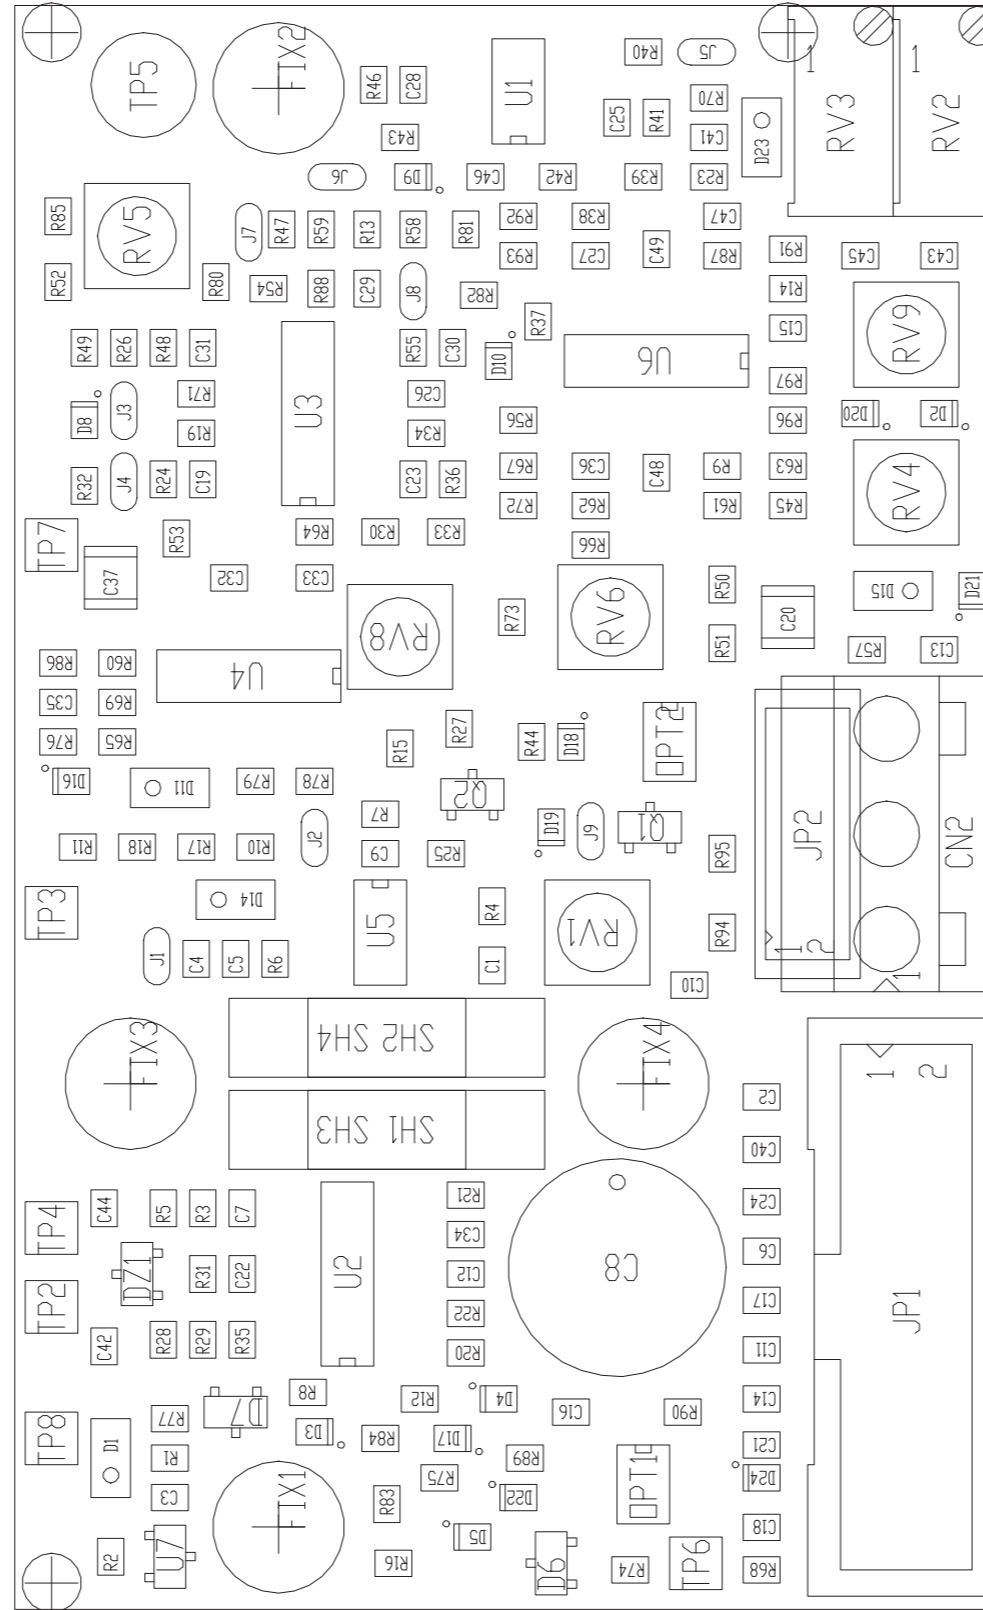 R40
J5
TP5
FIX2
R46
C28
U1
R70
1
1
C25
R41
C41
D23
RV3
RV2
R43
J6
D9
C46
R42
R39
R23
R85
RV5
J7
R47
R59
R13
R58
R81
R92
R38
C47
R93
C27
C49
R87
R91
C45
C43
R52
R80
R54
R88
C29
J8
R82
R37
R14
C15
RV9
R49
R26
R48
C31
R55
C30
D10
U6
R97
R71
C26
D8
J3
U3
R19
R34
R56
R96
D20
D2
R32
J4
R24
C19
C23
R36
R67
C36
C48
R9
R63
RV4
R72
R62
R61
R45
TP7
R53
R64
R30
R33
R66
C37
C32
C33
R50
D15
D21
RV8
R73
RV6
C20
R51
R57
C13
R86
R60
U4
C35
R69
R76
R65
R15
R27
R44
D18
OPT2
D16
D11
R79
R78
Q2
R7
D19
J9
Q1
JP2
CN2
R11
R18
R17
R10
J2
C9
R25
R95
TP3
D14
U5
R4
RV1
R94
J1
C4
C5
R6
C1
C10
1
2
1
FIX3
SH2 SH4
FIX4
1
2
SH1 SH3
C2
C40
TP4
C44
R5
R3
C7
R21
C24
C34
DZ1
R31
C22
U2
C12
C8
C6
TP2
R22
C17
JP1
C42
R28
R29
R35
R20
C11
R8
R12
D4
C14
TP8
D1
R77
D7
D3
R84
D17
C16
R90
R1
R89
C21
R75
D24
C3
FIX1
R83
D22
OPT1
R2
U7
D5
C18
R16
D6
R74
TP6
R68